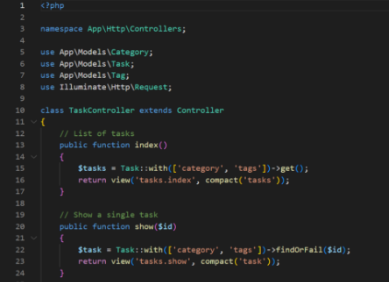 1 <?php
2
3 namespace App\Http\Controllers;
4
5 use App\Models\Category;
6 use App\Models\Task;
7 use App\Models\Tag;
8 use Illuminate\Http\Request;
9
10 class TaskController extends Controller
11 {
12 // List of tasks
13 public function index()
14 {
15 $tasks = Task::with(['category', 'tags'])->get();
16 return view('tasks.index', compact('tasks'));
17 }
18
19 // Show a single task
20 public function show($id)
21 {
22 $task = Task::with(['category', 'tags'])->findOrFail($id);
23 return view('tasks.show', compact('task'));
24 }